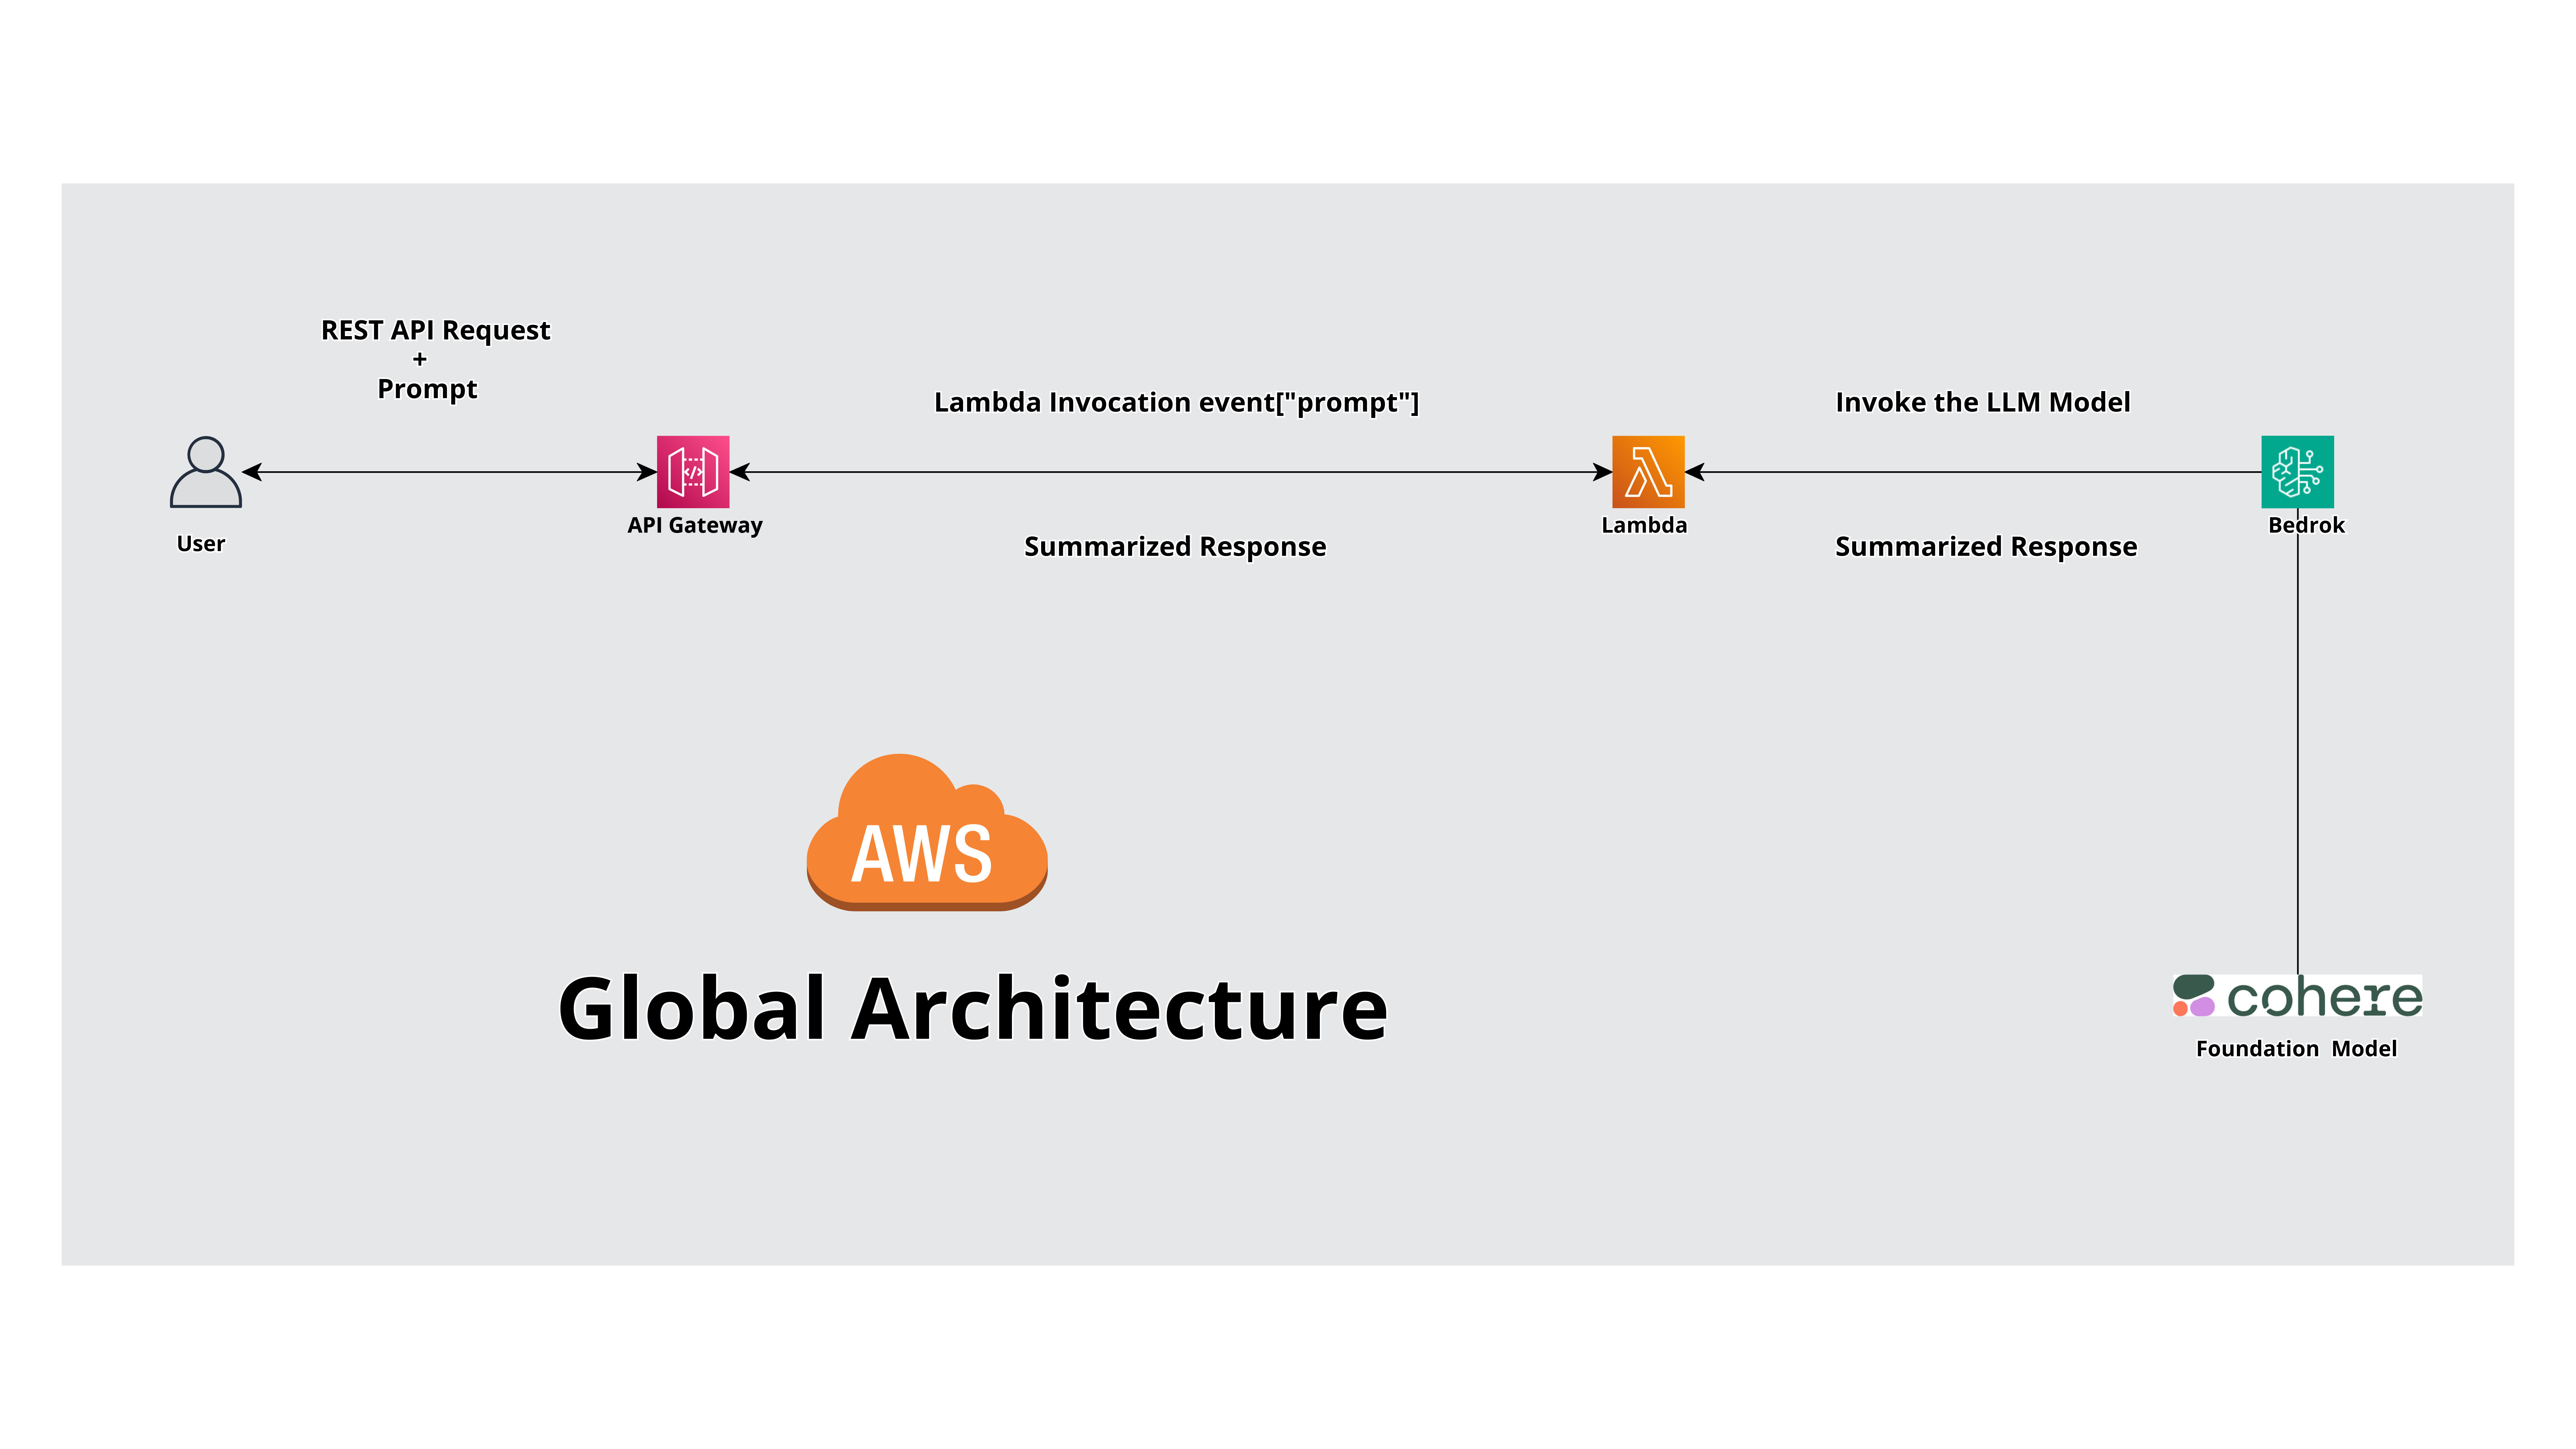 REST API Request
+
Prompt
Lambda Invocation event["prompt"]
Invoke the LLM Model
User
API Gateway
Lambda
Bedrok
Summarized Response
Summarized Response
AWS
Global Architecture
cohere
Foundation Model